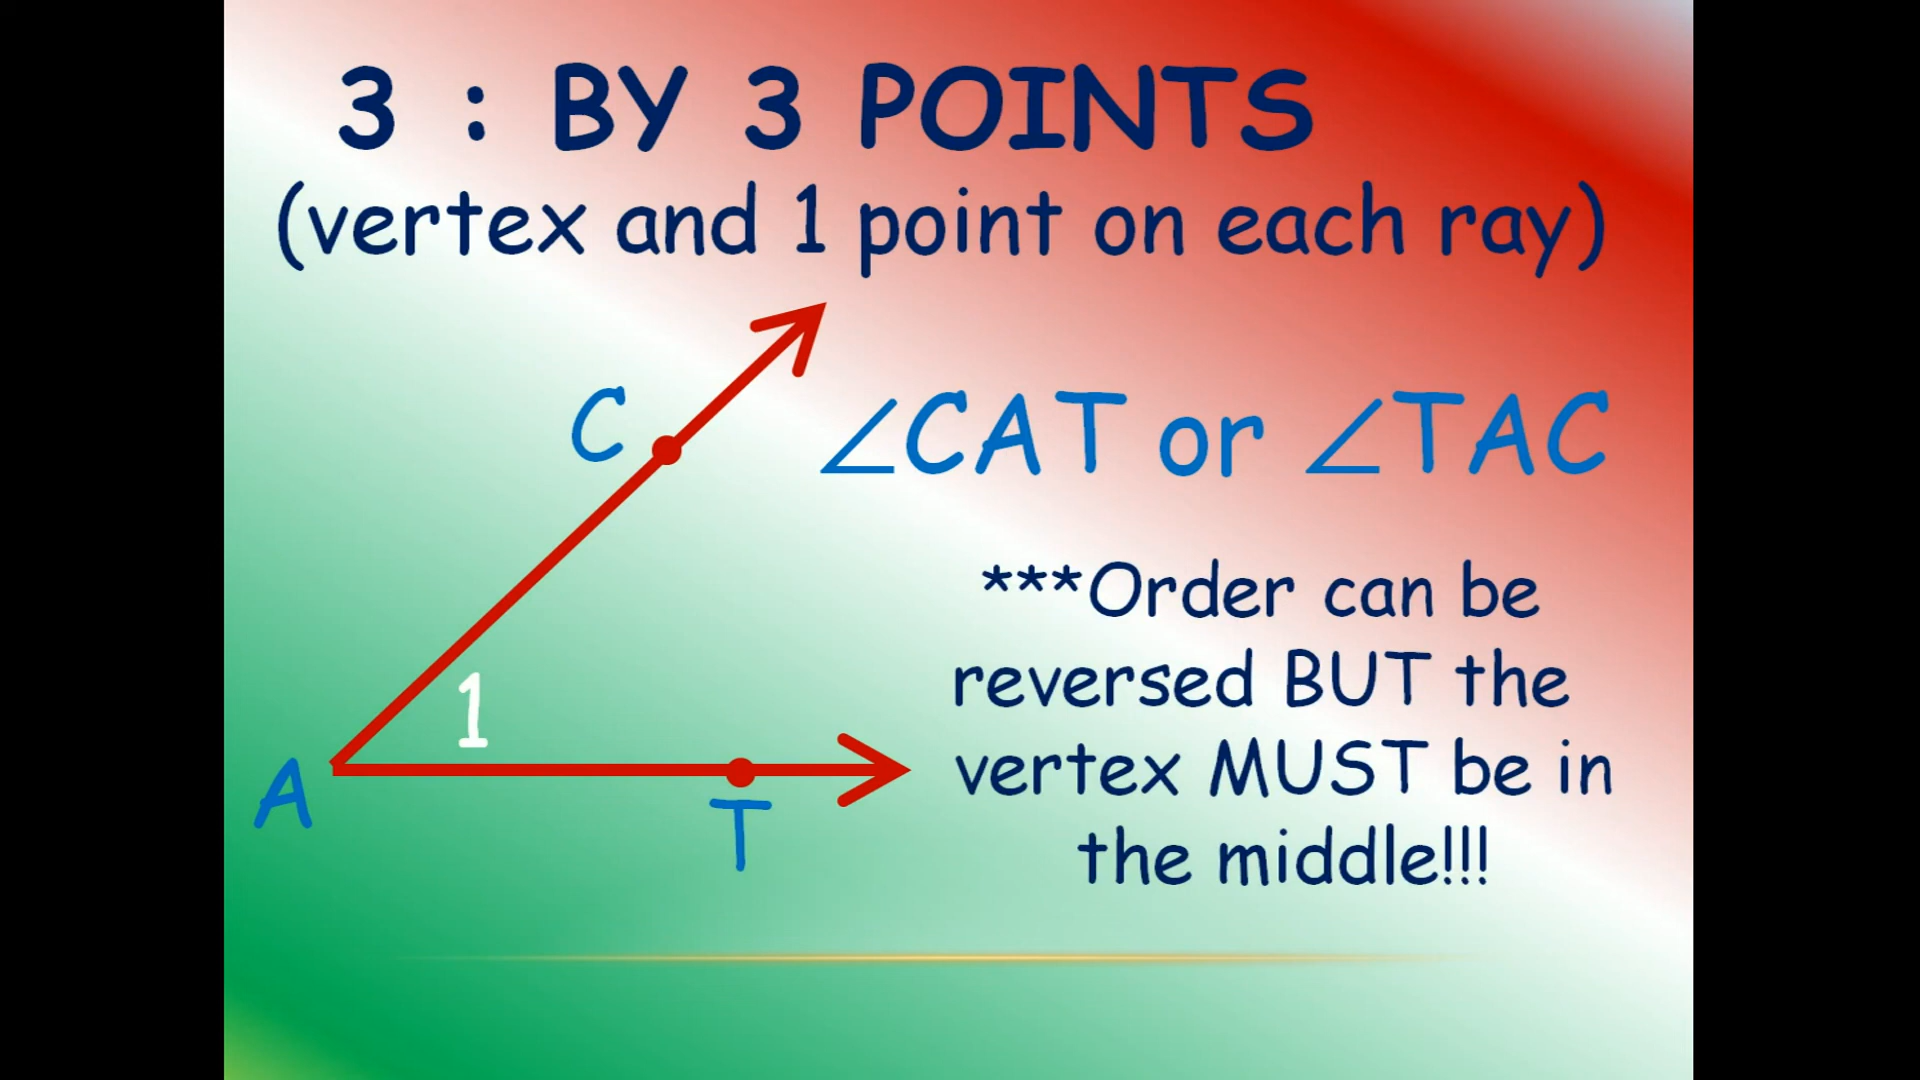 3 : BY 3 POINTS
(vertex and 1 point on each ray)
C
∠CAT or ∠TAC
***Order can be
reversed BUT the
vertex MUST be in
the middle!!!
1
A
T